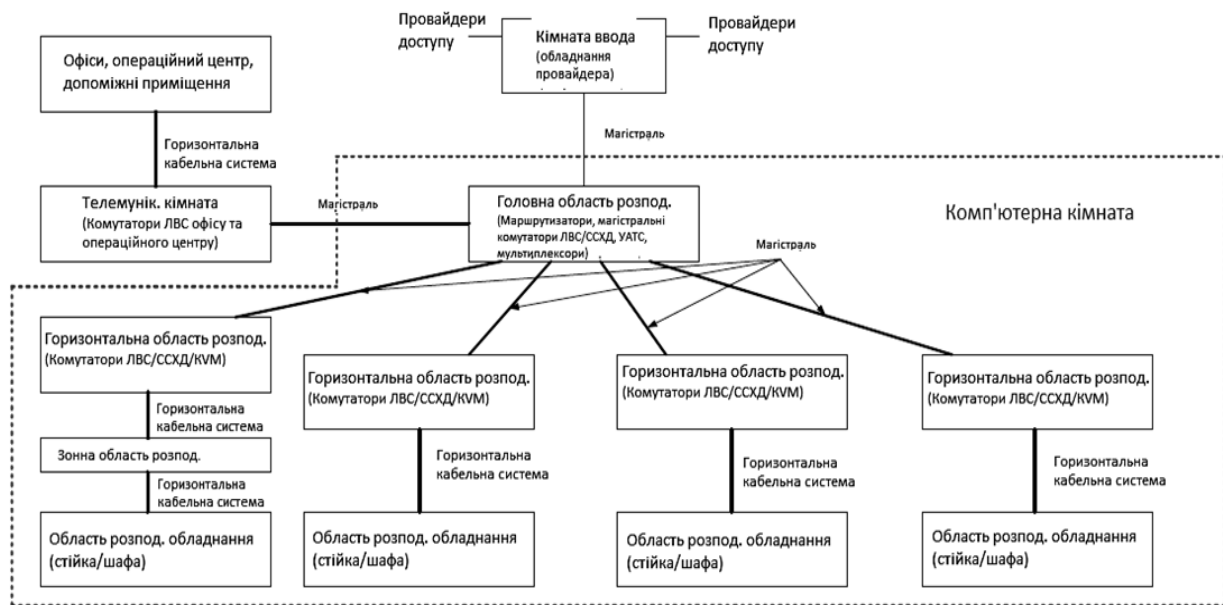 Провайдери
доступу
Кімната ввода
(обладнання
провайдера)
Провайдери
доступу
Офіси, операційний центр,
допоміжні приміщення
Магістраль
Горизонтальна
кабельна система
Телемунік. кімната
(Комутатори ЛВС офісу та
операційного центру)
Магістраль
Головна область розпод.
(Маршрутизатори, магістральні
комутатори ЛВС/ССХД, УАТС,
мультиплексори)
Комп'ютерна кімната
Магістраль
Горизонтальна область розпод.
(Комутатори ЛВС/ССХД/KVM)
Горизонтальна область розпод.
(Комутатори ЛВС/ССХД/KVM)
Горизонтальна область розпод.
(Комутатори ЛВС/ССХД/KVM)
Горизонтальна область розпод.
(Комутатори ЛВС/ССХД/KVM)
Горизонтальна
кабельна система
Зонна область розпод.
Горизонтальна
кабельна система
Горизонтальна
кабельна система
Горизонтальна
кабельна система
Горизонтальна
кабельна система
Область розпод. обладнання
(стійка/шафа)
Область розпод. обладнання
(стійка/шафа)
Область розпод. обладнання
(стійка/шафа)
Область розпод. обладнання
(стійка/шафа)